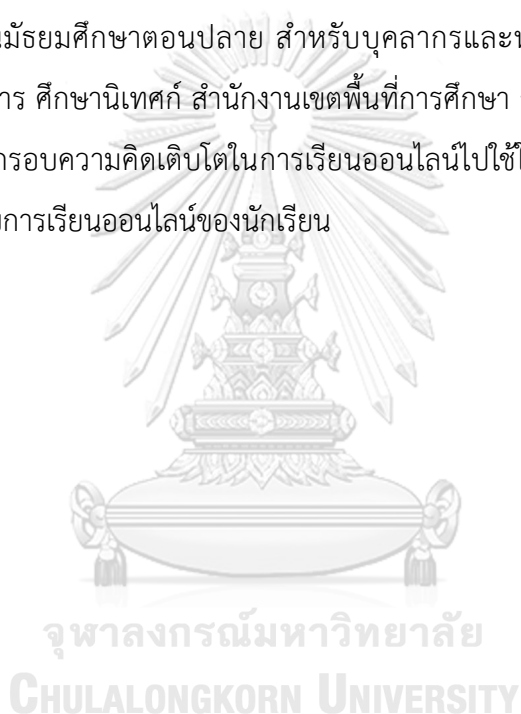 มัธยมศึกษาตอนปลาย สำหรับบุคลากรและ
ศึกษานิเทศก์ สำนักงานเขตพื้นที่การศึกษา
กรอบความคิดเติบโตในการเรียนออนไลน์ไปใช้
การเรียนออนไลน์ของนักเรียน
จุฬาลงกรณ์มหาวิทยาลัย
CHULALONGKORN UNIVERSITY